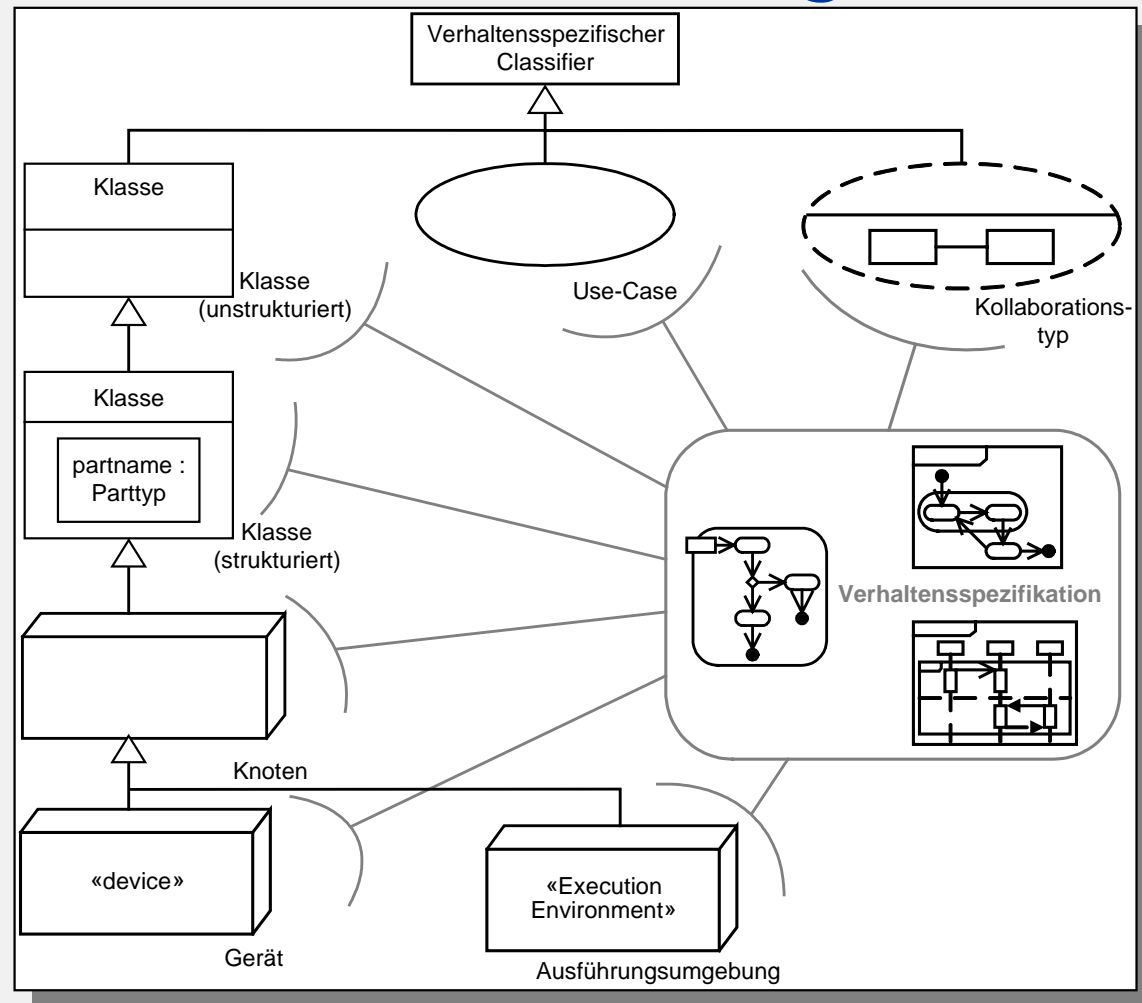 Verhaltensspezifischer
Classifier
Klasse
Klasse
(unstrukturiert)
Use-Case
Kollaborations-
typ
Klasse
partname :
Parttyp
Klasse
(strukturiert)
Verhaltensspezifikation
Knoten
«device»
«Execution
Environment»
Gerät
Ausführungsumgebung